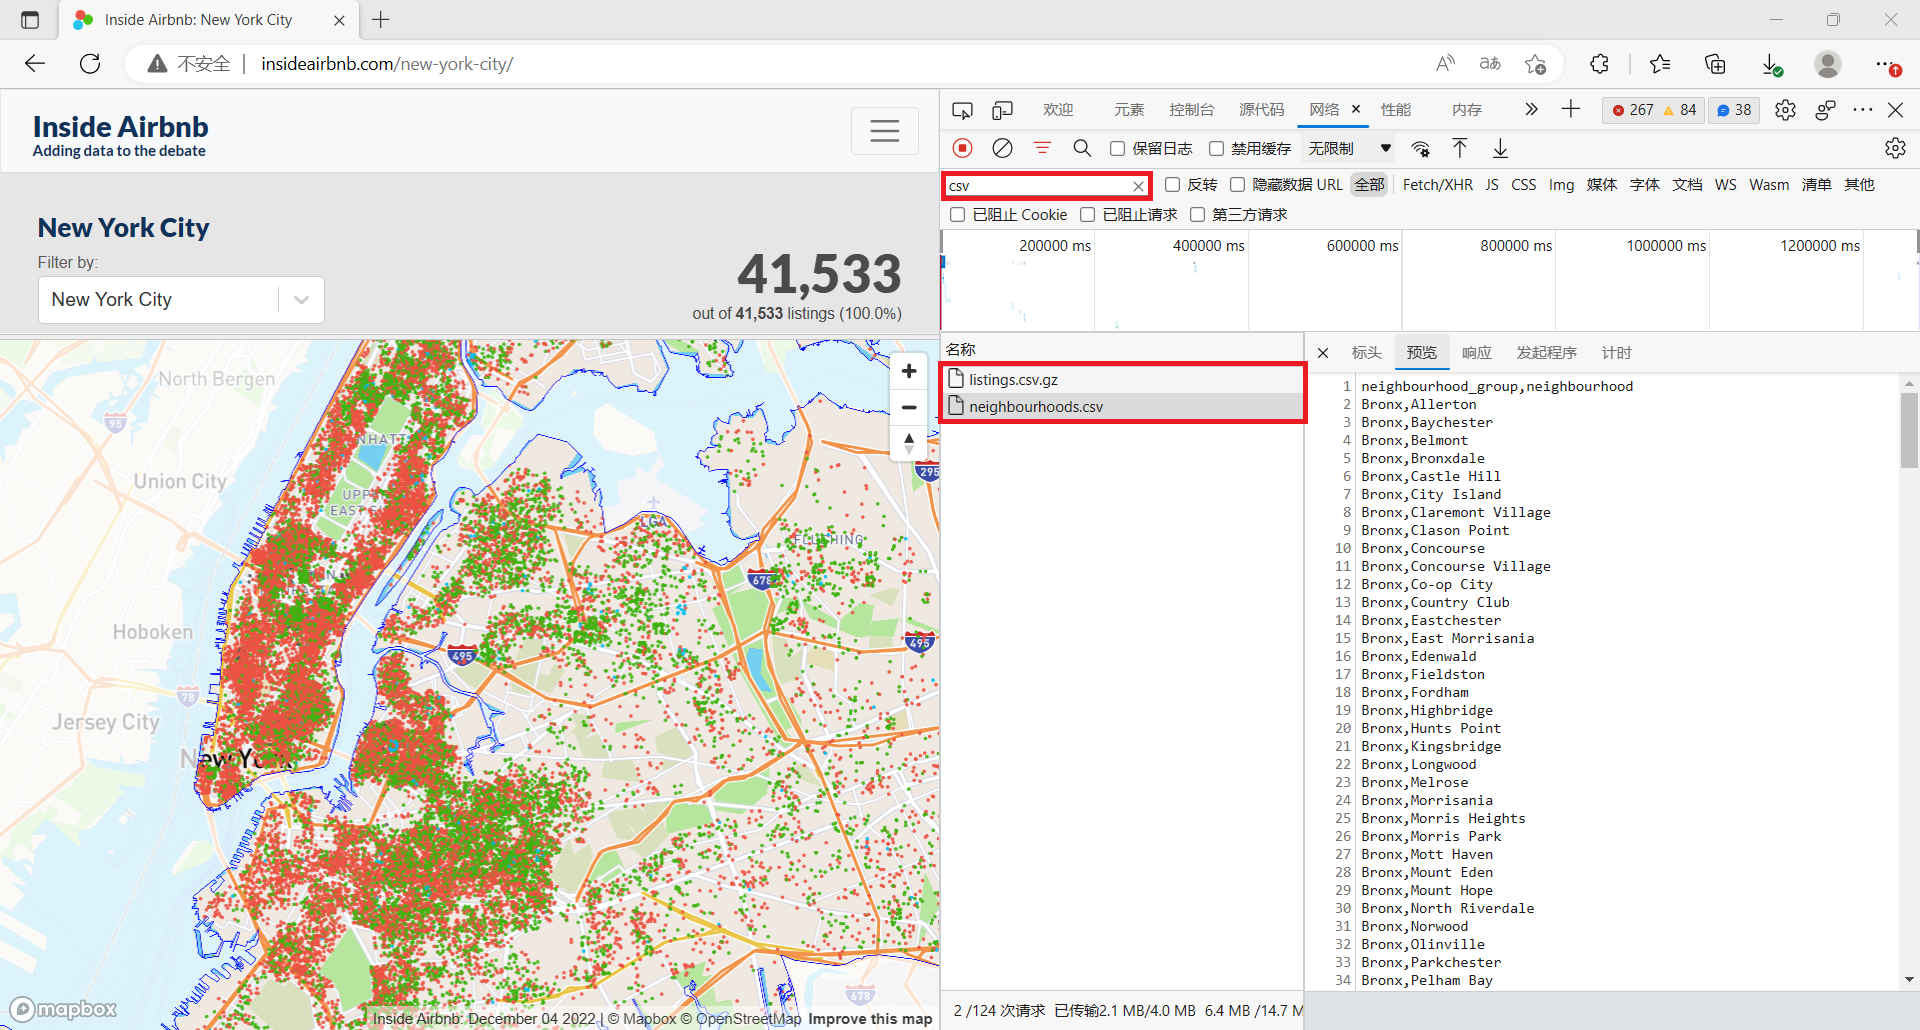 Inside Airbnb: New York City
不安全 insideairbnb.com/new-york-city/
Inside Airbnb
Adding data to the debate
New York City
Filter by:
New York City
41,533
out of 41,533 listings (100.0%)
North Bergen
95
Union City
Hoboken
78
Jersey City
New York
UPP
EAST S
LGA
FLUSHING
295
678
495
495
678
mapbox
Inside Airbnb: December 04 2022 | © Mapbox © OpenStreetMap Improve this map
欢迎 元素 控制台 源代码 网络 性能 内存 267 84 38
保留日志 禁用缓存 无限制
csv 反转 隐藏数据 URL 全部 Fetch/XHR JS CSS Img 媒体 字体 文档 WS Wasm 清单 其他
已阻止 Cookie 已阻止请求 第三方请求
200000 ms 400000 ms 600000 ms 800000 ms 1000000 ms 1200000 ms
名称
listings.csv.gz
neighbourhoods.csv
2 /124 次请求 已传输2.1 MB/4.0 MB 6.4 MB /14.7 M
标头 预览 响应 发起程序 计时
1 neighbourhood_group,neighbourhood
2 Bronx,Allerton
3 Bronx,Baychester
4 Bronx,Belmont
5 Bronx,Bronxdale
6 Bronx,Castle Hill
7 Bronx,City Island
8 Bronx,Claremont Village
9 Bronx,Clason Point
10 Bronx,Concourse
11 Bronx,Concourse Village
12 Bronx,Co-op City
13 Bronx,Country Club
14 Bronx,Eastchester
15 Bronx,East Morrisania
16 Bronx,Edenwald
17 Bronx,Fieldston
18 Bronx,Fordham
19 Bronx,Highbridge
20 Bronx,Hunts Point
21 Bronx,Kingsbridge
22 Bronx,Longwood
23 Bronx,Melrose
24 Bronx,Morrisania
25 Bronx,Morris Heights
26 Bronx,Morris Park
27 Bronx,Mott Haven
28 Bronx,Mount Eden
29 Bronx,Mount Hope
30 Bronx,North Riverdale
31 Bronx,Norwood
32 Bronx,Olinville
33 Bronx,Parkchester
34 Bronx,Pelham Bay